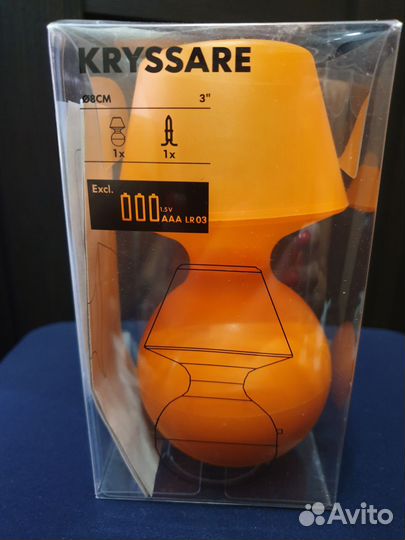 KRYSSARE
Ø8CM 3"
1x 1x
Excl.
1.5V
AAA LR03
Avito